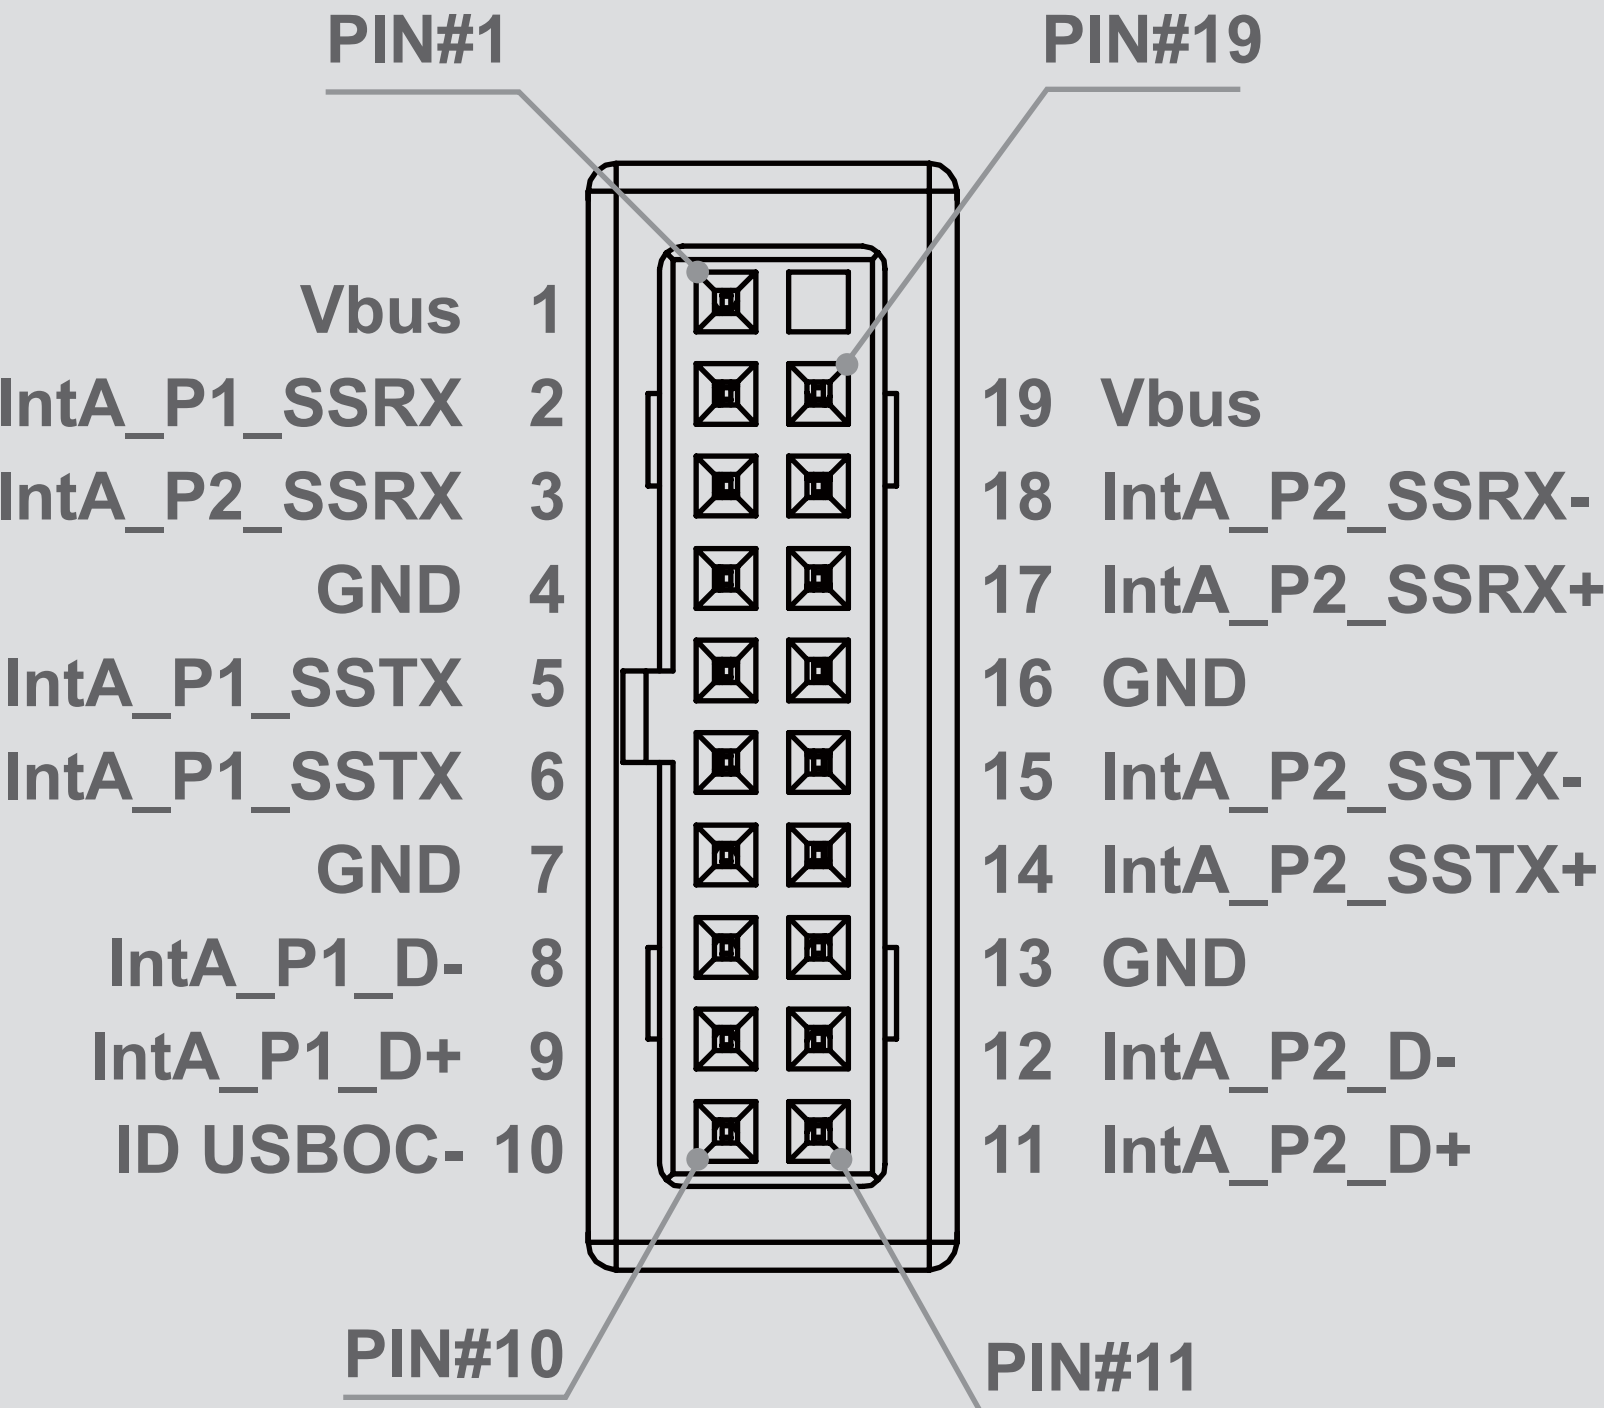 PIN#1
PIN#19
Vbus 1
IntA_P1_SSRX 2
19 Vbus
IntA_P2_SSRX 3
18 IntA_P2_SSRX-
GND 4
17 IntA_P2_SSRX+
IntA_P1_SSTX 5
16 GND
IntA_P1_SSTX 6
15 IntA_P2_SSTX-
GND 7
14 IntA_P2_SSTX+
IntA_P1_D- 8
13 GND
IntA_P1_D+ 9
12 IntA_P2_D-
ID USBOC- 10
11 IntA_P2_D+
PIN#10
PIN#11